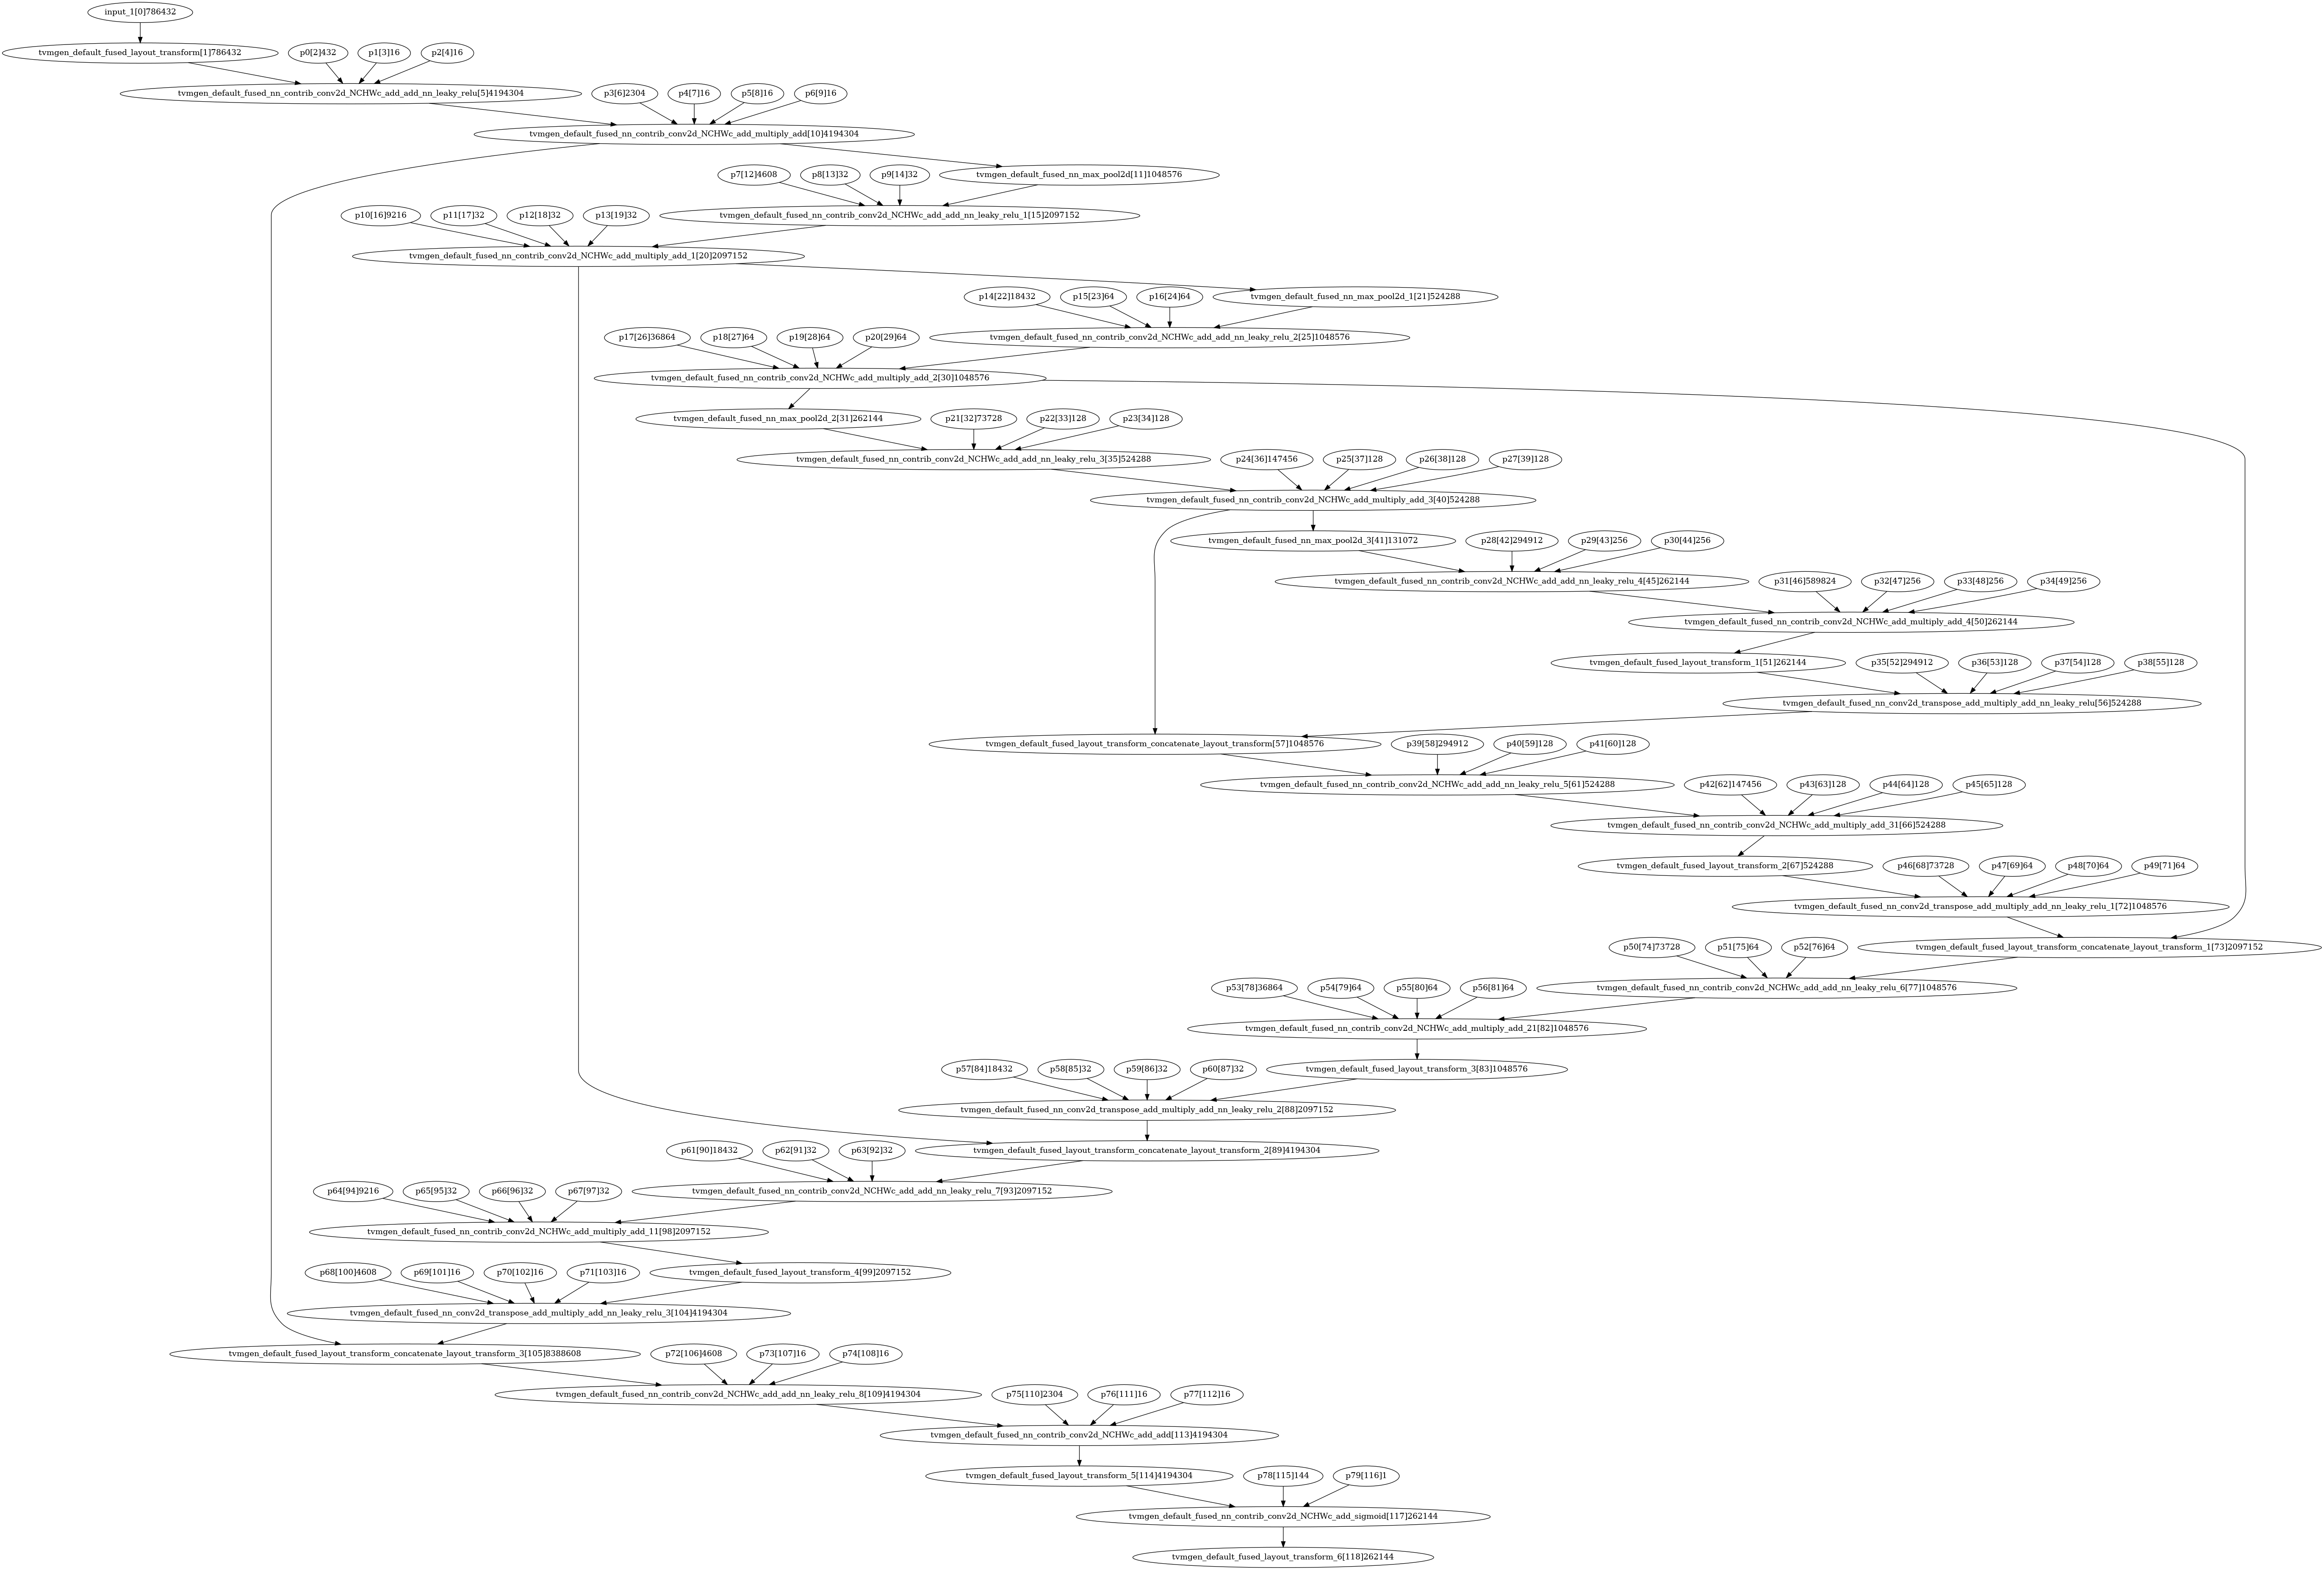 input_1[0]786432
tvmgen_default_fused_layout_transform[1]786432
p0[2]432
p1[3]16
p2[4]16
tvmgen_default_fused_nn_contrib_conv2d_NCHWc_add_add_nn_leaky_relu[5]4194304
p3[6]2304
p4[7]16
p5[8]16
p6[9]16
tvmgen_default_fused_nn_contrib_conv2d_NCHWc_add_multiply_add[10]4194304
p7[12]4608
p8[13]32
p9[14]32
tvmgen_default_fused_nn_max_pool2d[11]1048576
p10[16]9216
p11[17]32
p12[18]32
p13[19]32
tvmgen_default_fused_nn_contrib_conv2d_NCHWc_add_add_nn_leaky_relu_1[15]2097152
tvmgen_default_fused_nn_contrib_conv2d_NCHWc_add_multiply_add_1[20]2097152
p14[22]18432
p15[23]64
p16[24]64
tvmgen_default_fused_nn_max_pool2d_1[21]524288
p17[26]36864
p18[27]64
p19[28]64
p20[29]64
tvmgen_default_fused_nn_contrib_conv2d_NCHWc_add_add_nn_leaky_relu_2[25]1048576
tvmgen_default_fused_nn_contrib_conv2d_NCHWc_add_multiply_add_2[30]1048576
tvmgen_default_fused_nn_max_pool2d_2[31]262144
p21[32]73728
p22[33]128
p23[34]128
tvmgen_default_fused_nn_contrib_conv2d_NCHWc_add_add_nn_leaky_relu_3[35]524288
p24[36]147456
p25[37]128
p26[38]128
p27[39]128
tvmgen_default_fused_nn_contrib_conv2d_NCHWc_add_multiply_add_3[40]524288
tvmgen_default_fused_nn_max_pool2d_3[41]131072
p28[42]294912
p29[43]256
p30[44]256
tvmgen_default_fused_nn_contrib_conv2d_NCHWc_add_add_nn_leaky_relu_4[45]262144
p31[46]589824
p32[47]256
p33[48]256
p34[49]256
tvmgen_default_fused_nn_contrib_conv2d_NCHWc_add_multiply_add_4[50]262144
tvmgen_default_fused_layout_transform_1[51]262144
p35[52]294912
p36[53]128
p37[54]128
p38[55]128
tvmgen_default_fused_nn_conv2d_transpose_add_multiply_add_nn_leaky_relu[56]524288
tvmgen_default_fused_layout_transform_concatenate_layout_transform[57]1048576
p39[58]294912
p40[59]128
p41[60]128
tvmgen_default_fused_nn_contrib_conv2d_NCHWc_add_add_nn_leaky_relu_5[61]524288
p42[62]147456
p43[63]128
p44[64]128
p45[65]128
tvmgen_default_fused_nn_contrib_conv2d_NCHWc_add_multiply_add_31[66]524288
tvmgen_default_fused_layout_transform_2[67]524288
p46[68]73728
p47[69]64
p48[70]64
p49[71]64
tvmgen_default_fused_nn_conv2d_transpose_add_multiply_add_nn_leaky_relu_1[72]1048576
p50[74]73728
p51[75]64
p52[76]64
tvmgen_default_fused_layout_transform_concatenate_layout_transform_1[73]2097152
p53[78]36864
p54[79]64
p55[80]64
p56[81]64
tvmgen_default_fused_nn_contrib_conv2d_NCHWc_add_add_nn_leaky_relu_6[77]1048576
tvmgen_default_fused_nn_contrib_conv2d_NCHWc_add_multiply_add_21[82]1048576
p57[84]18432
p58[85]32
p59[86]32
p60[87]32
tvmgen_default_fused_layout_transform_3[83]1048576
tvmgen_default_fused_nn_conv2d_transpose_add_multiply_add_nn_leaky_relu_2[88]2097152
p61[90]18432
p62[91]32
p63[92]32
tvmgen_default_fused_layout_transform_concatenate_layout_transform_2[89]4194304
p64[94]9216
p65[95]32
p66[96]32
p67[97]32
tvmgen_default_fused_nn_contrib_conv2d_NCHWc_add_add_nn_leaky_relu_7[93]2097152
tvmgen_default_fused_nn_contrib_conv2d_NCHWc_add_multiply_add_11[98]2097152
p68[100]4608
p69[101]16
p70[102]16
p71[103]16
tvmgen_default_fused_layout_transform_4[99]2097152
tvmgen_default_fused_nn_conv2d_transpose_add_multiply_add_nn_leaky_relu_3[104]4194304
tvmgen_default_fused_layout_transform_concatenate_layout_transform_3[105]8388608
p72[106]4608
p73[107]16
p74[108]16
tvmgen_default_fused_nn_contrib_conv2d_NCHWc_add_add_nn_leaky_relu_8[109]4194304
p75[110]2304
p76[111]16
p77[112]16
tvmgen_default_fused_nn_contrib_conv2d_NCHWc_add_add[113]4194304
tvmgen_default_fused_layout_transform_5[114]4194304
p78[115]144
p79[116]1
tvmgen_default_fused_nn_contrib_conv2d_NCHWc_add_sigmoid[117]262144
tvmgen_default_fused_layout_transform_6[118]262144